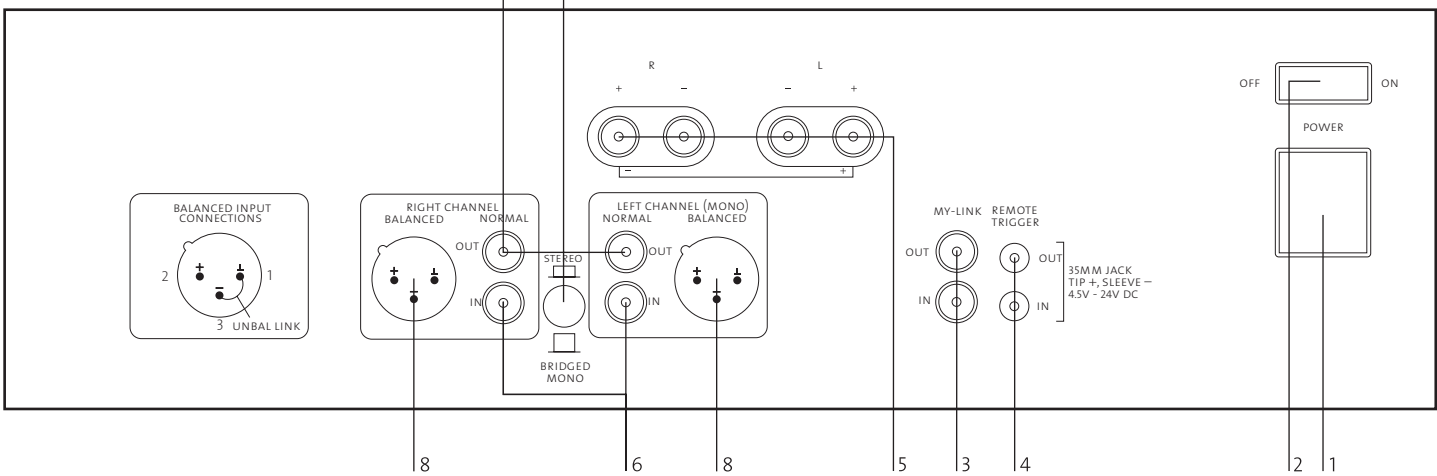 R L
+ – – +
OFF ON
POWER
– +
BALANCED INPUT
CONNECTIONS
+
2 1
–
3 UNBAL LINK
RIGHT CHANNEL
BALANCED NORMAL
OUT
IN
+
–
STEREO
BRIDGED
MONO
LEFT CHANNEL (MONO)
NORMAL BALANCED
OUT
IN
+
–
MY-LINK
OUT
IN
REMOTE
TRIGGER
OUT
IN
35MM JACK
TIP +, SLEEVE –
4.5V - 24V DC
8 6 8 5 3 4 2 1